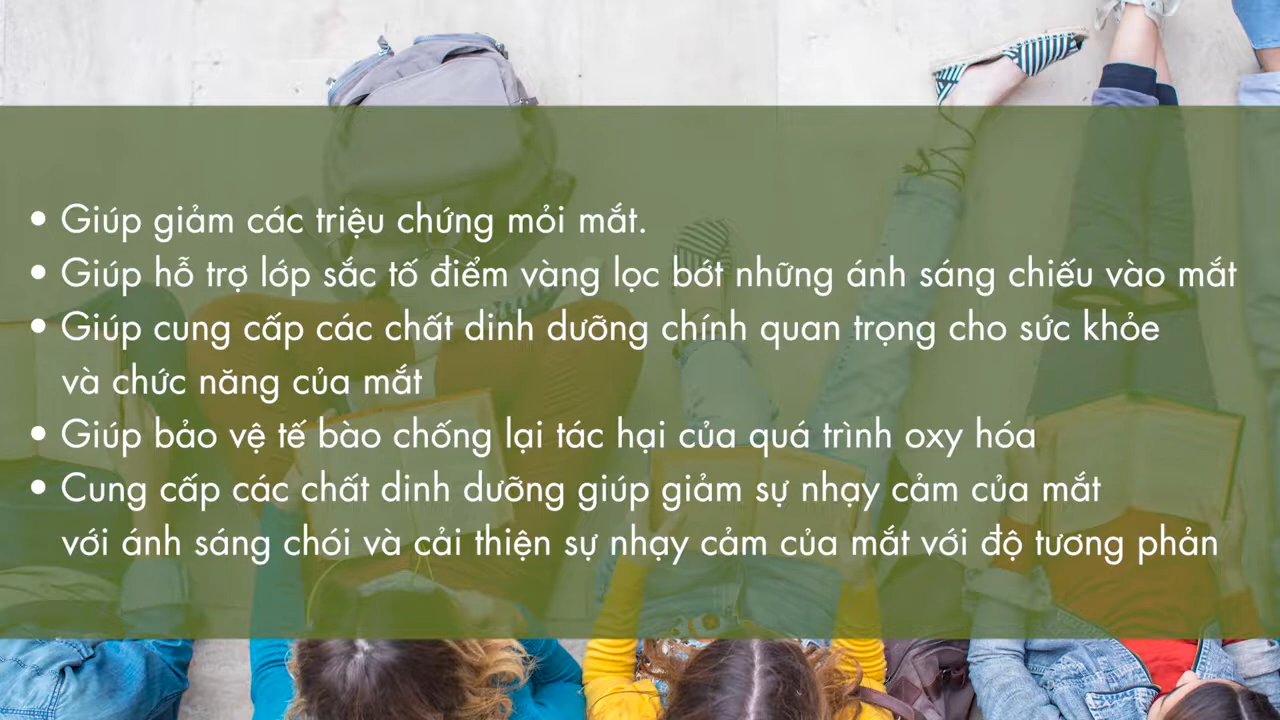 • Giúp giảm các triệu chứng mỏi mắt.
• Giúp hỗ trợ lớp sắc tố điểm vàng lọc bớt những ánh sáng chiếu vào mắt
• Giúp cung cấp các chất dinh dưỡng chính quan trọng cho sức khỏe
và chức năng của mắt
• Giúp bảo vệ tế bào chống lại tác hại của quá trình oxy hóa
• Cung cấp các chất dinh dưỡng giúp giảm sự nhạy cảm của mắt
với ánh sáng chói và cải thiện sự nhạy cảm của mắt với độ tương phản